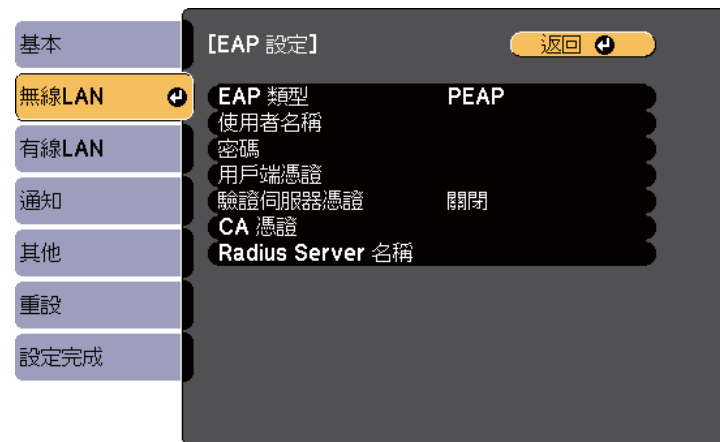 基本
無線LAN
有線LAN
通知
其他
重設
設定完成
[EAP 設定]
返回
EAP 類型 PEAP
使用者名稱
密碼
用戶端憑證
驗證伺服器憑證 關閉
CA 憑證
Radius Server 名稱